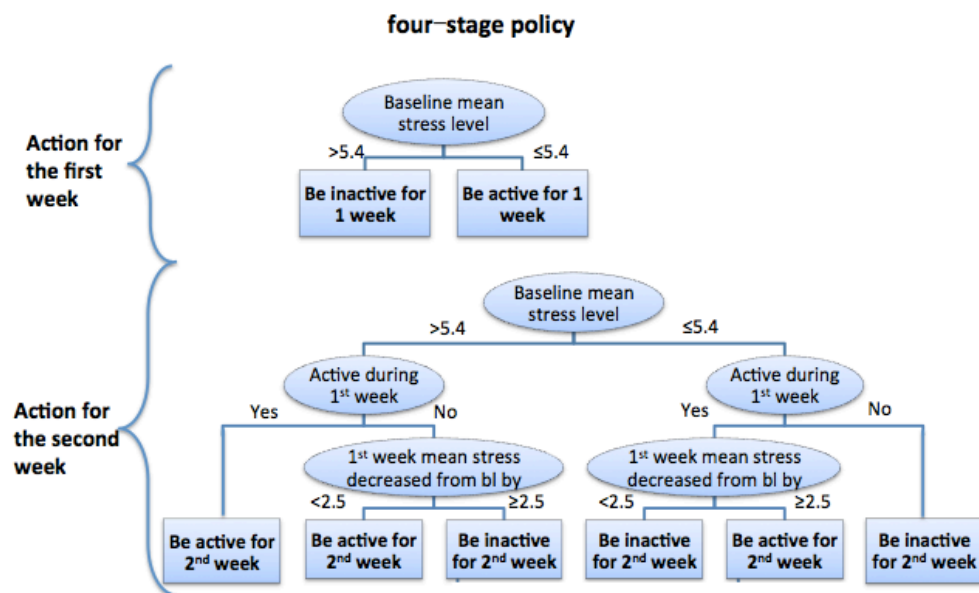 four−stage policy
Action for
the first
week
Baseline mean
stress level
>5.4
≤5.4
Be inactive for
1 week
Be active for 1
week
Action for
the second
week
Baseline mean
stress level
>5.4
≤5.4
Active during
1st week
Active during
1st week
Yes
No
Yes
No
1st week mean stress
decreased from bl by
1st week mean stress
decreased from bl by
<2.5
≥2.5
<2.5
≥2.5
Be active for
2nd week
Be active for
2nd week
Be inactive
for 2nd week
Be inactive
for 2nd week
Be active for
2nd week
Be inactive
for 2nd week